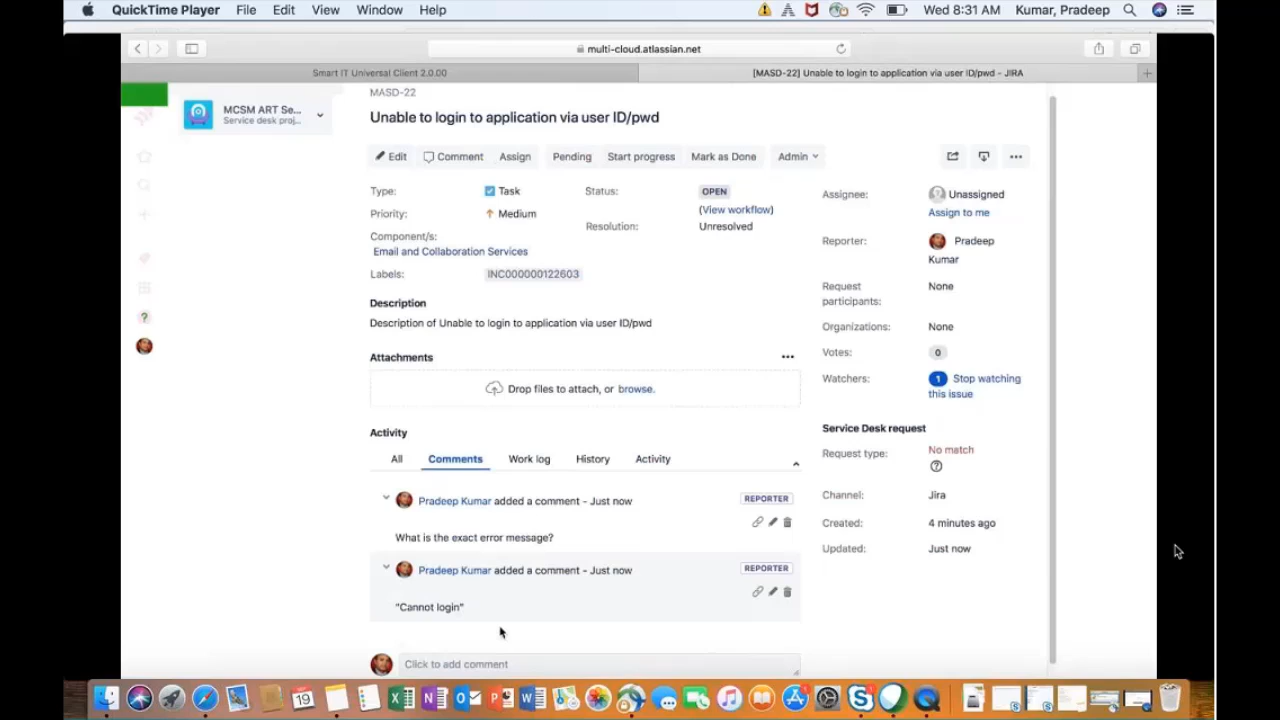 QuickTime Player File Edit View Window Help Wed 8:31 AM Kumar, Pradeep
multi-cloud.atlassian.net
Smart IT Universal Client 2.0.00
[MASD-22] Unable to login to application via user ID/pwd - JIRA
MCSM ART Se...
Service desk proj...
MASD-22
Unable to login to application via user ID/pwd
Edit Comment Assign Pending Start progress Mark as Done Admin
Type: Task
Priority: Medium
Component/s:
Email and Collaboration Services
Labels: INC000000122603
Status: OPEN
(View workflow)
Resolution: Unresolved
Description
Description of Unable to login to application via user ID/pwd
Attachments
Drop files to attach, or browse.
Activity
All Comments Work log History Activity
Pradeep Kumar added a comment - Just now REPORTER
What is the exact error message?
Pradeep Kumar added a comment - Just now REPORTER
"Cannot login"
Click to add comment
Assignee: Unassigned
Assign to me
Reporter: Pradeep
Kumar
Request
participants: None
Organizations: None
Votes: 0
Watchers: 1 Stop watching
this issue
Service Desk request
Request type: No match
Channel: Jira
Created: 4 minutes ago
Updated: Just now
19